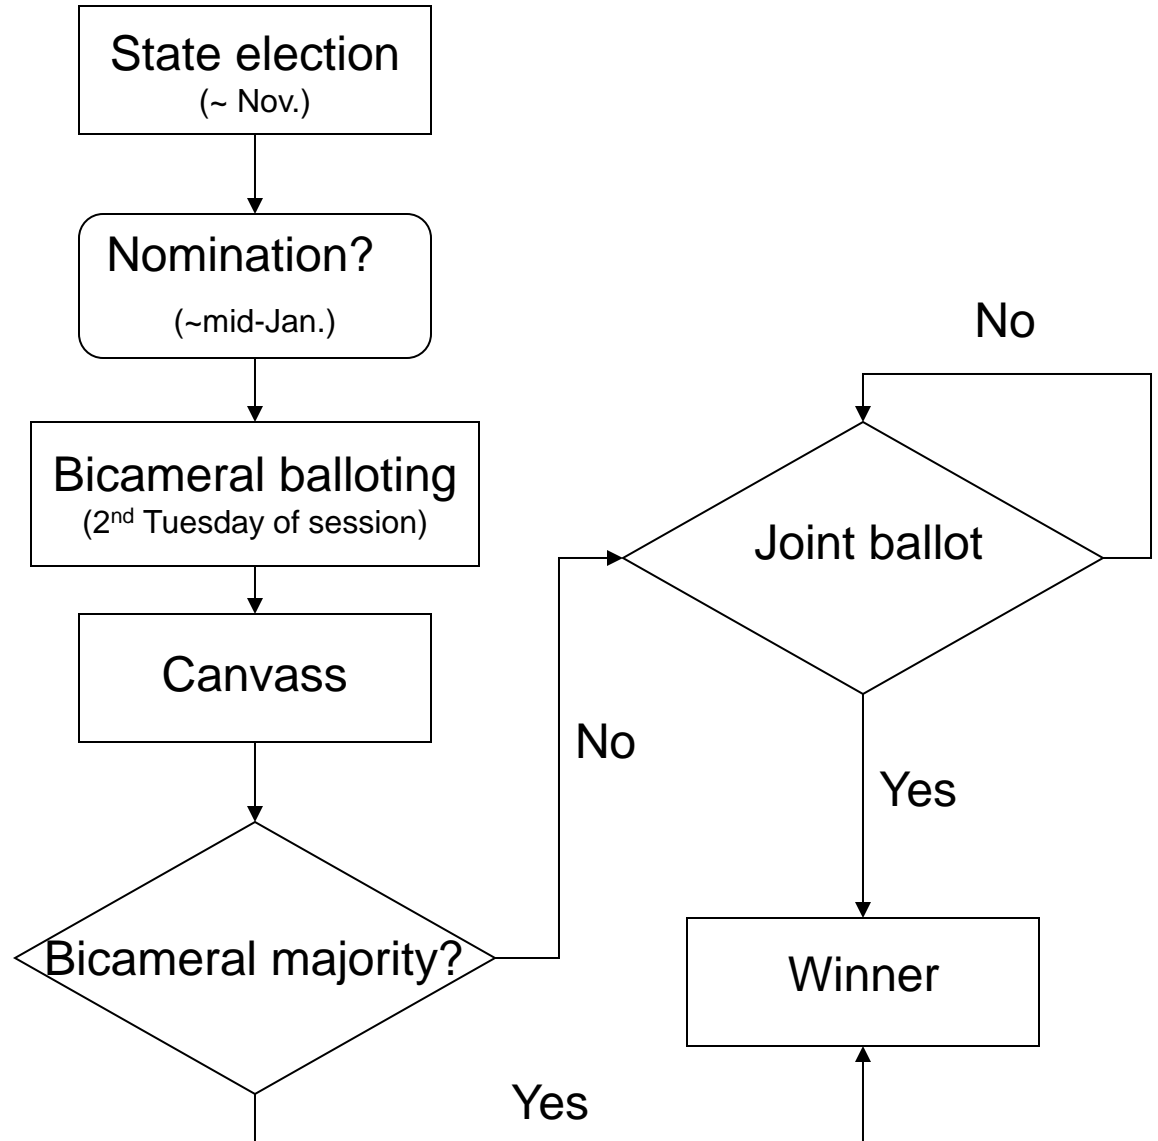 State election
(~ Nov.)
Nomination?
(~mid-Jan.)
Bicameral balloting
(2nd Tuesday of session)
Canvass
Bicameral majority?
No
Yes
No
Joint ballot
Yes
Winner